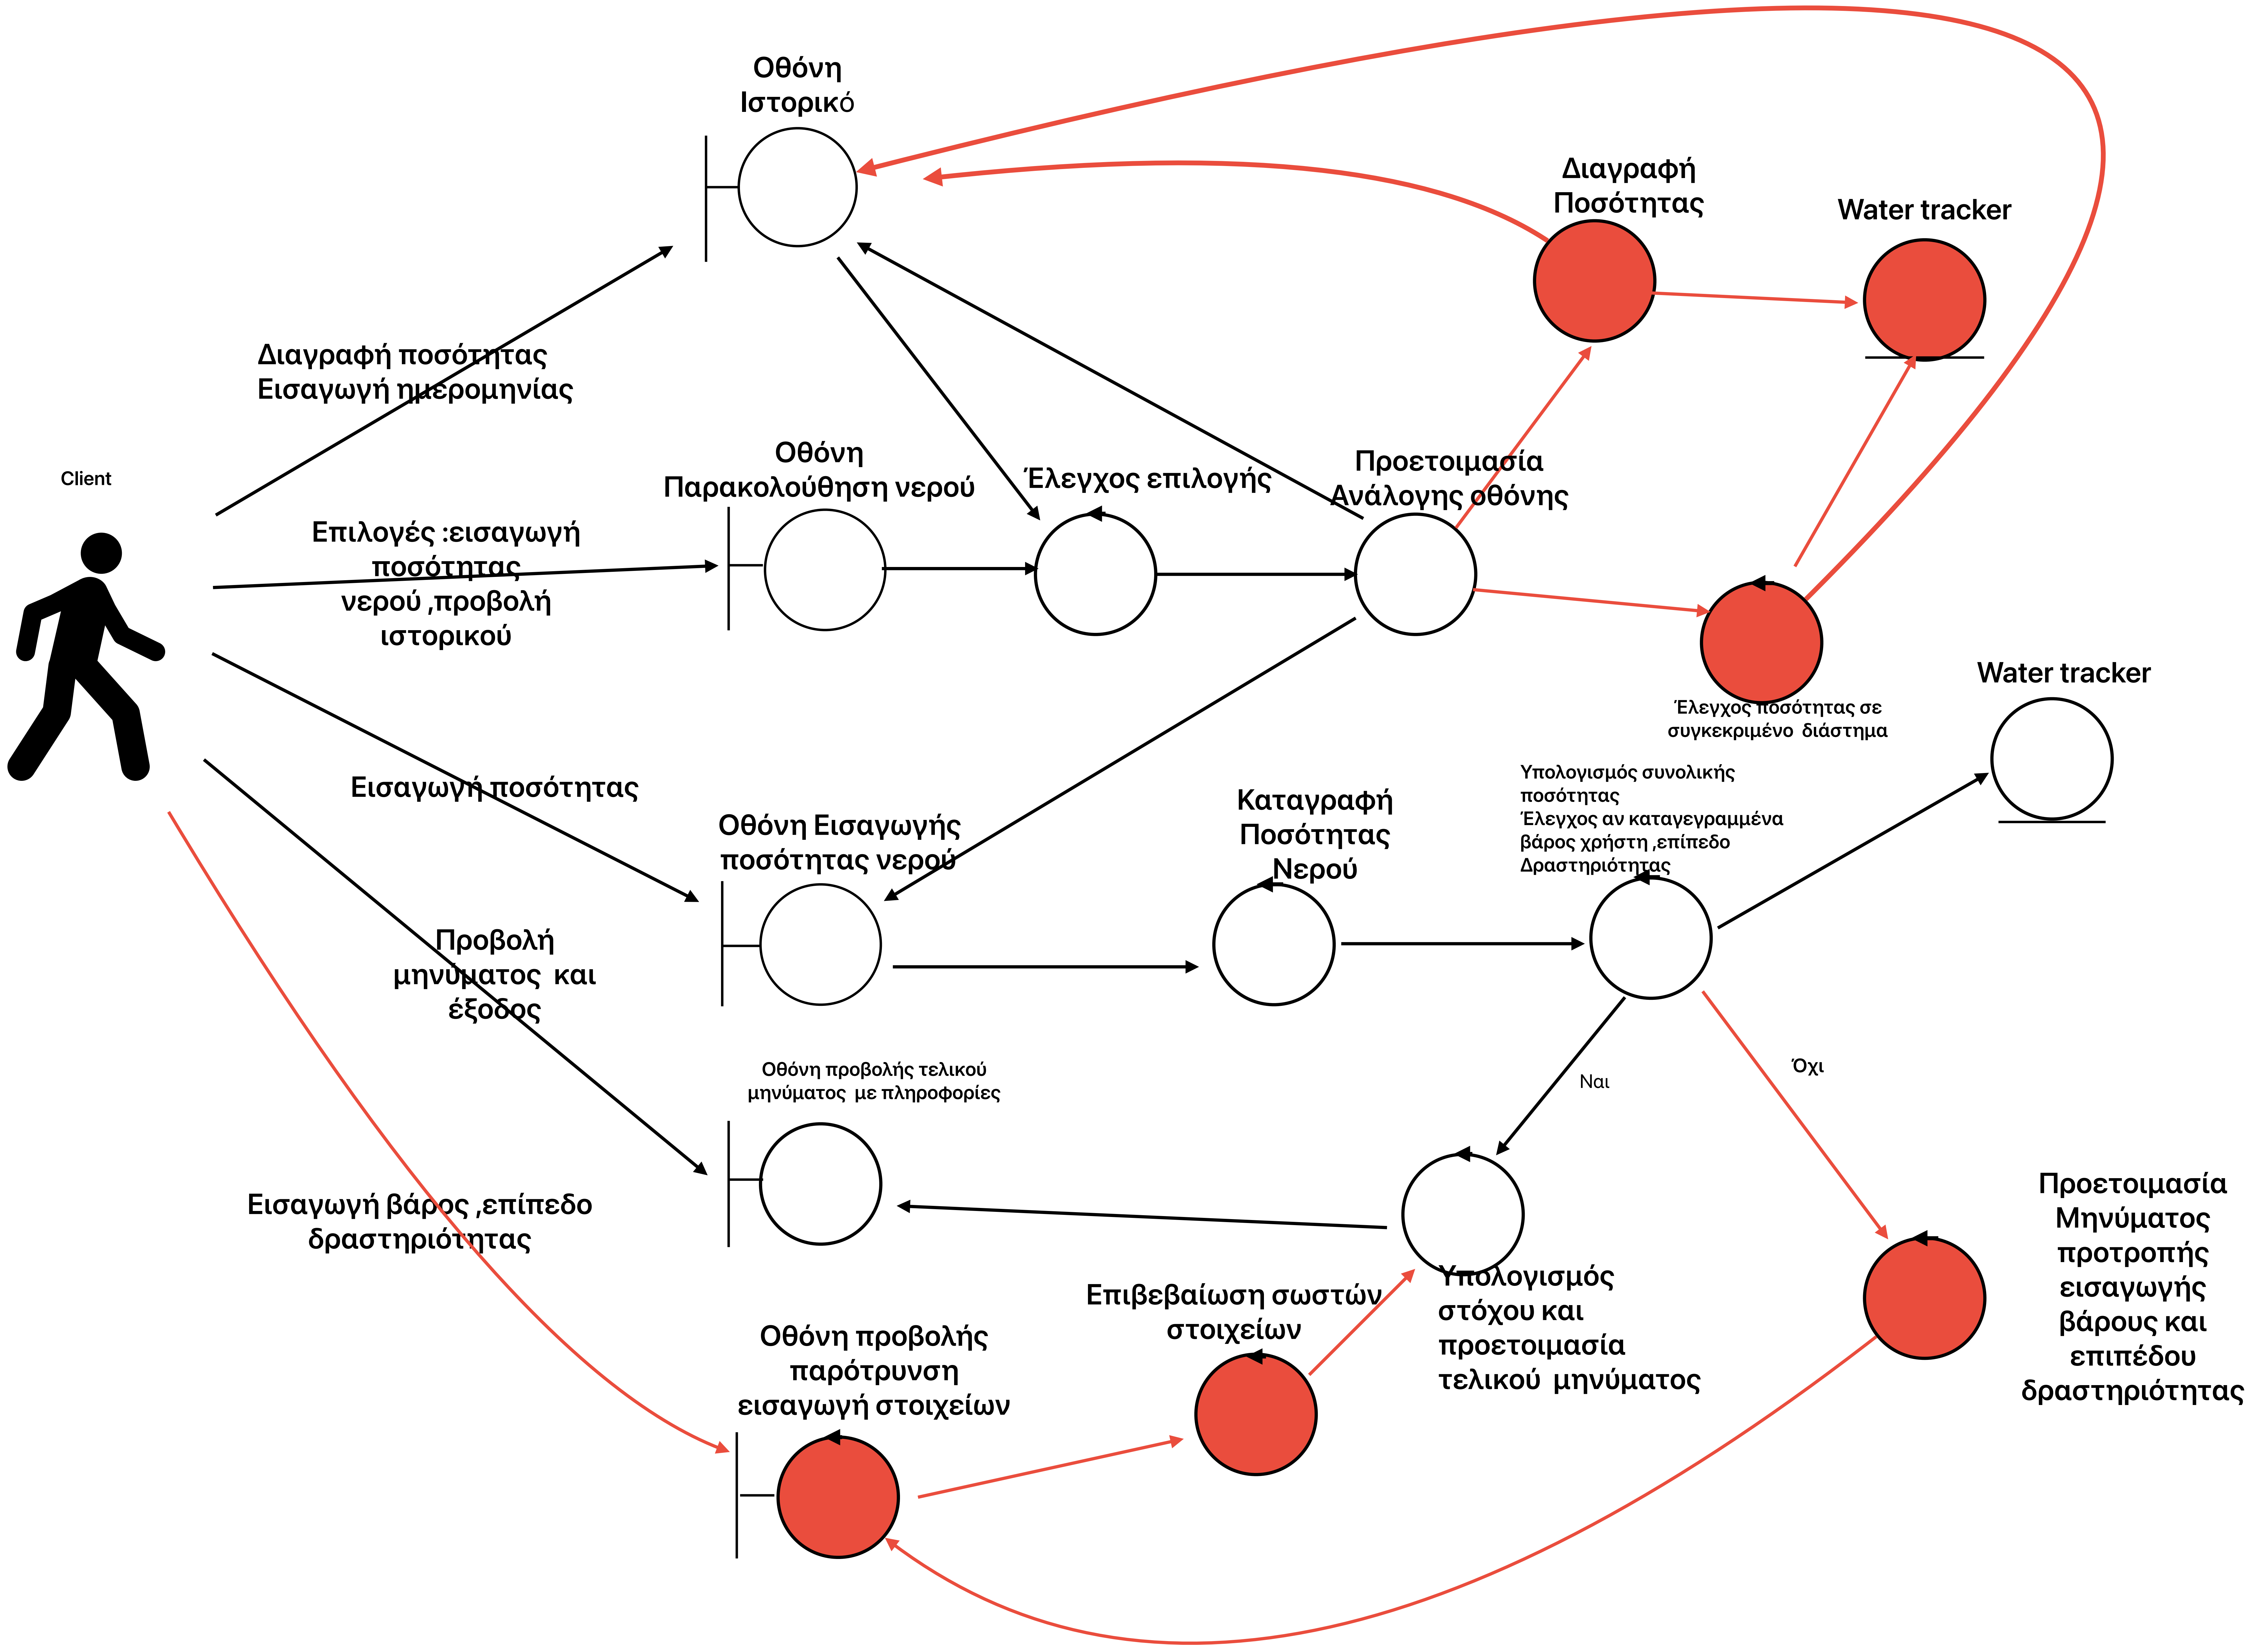 Οθόνη
Ιστορικό
Διαγραφή
Ποσότητας
Water tracker
Διαγραφή ποσότητας
Εισαγωγή ημερομηνίας
Client
Οθόνη
Παρακολούθηση νερού
Έλεγχος επιλογής
Προετοιμασία
Ανάλογης οθόνης
Επιλογές :εισαγωγή
ποσότητας
νερού ,προβολή
ιστορικού
Έλεγχος ποσότητας σε
συγκεκριμένο διάστημα
Water tracker
Εισαγωγή ποσότητας
Οθόνη Εισαγωγής
ποσότητας νερού
Καταγραφή
Ποσότητας
Νερού
Υπολογισμός συνολικής
ποσότητας
Έλεγχος αν καταγεγραμμένα
βάρος χρήστη ,επίπεδο
Δραστηριότητας
Προβολή
μηνύματος και
έξοδος
Οθόνη προβολής τελικού
μηνύματος με πληροφορίες
Ναι
Όχι
Εισαγωγή βάρος ,επίπεδο
δραστηριότητας
Υπολογισμός
στόχου και
προετοιμασία
τελικού μηνύματος
Επιβεβαίωση σωστών
στοιχείων
Προετοιμασία
Μηνύματος
προτροπής
εισαγωγής
βάρους και
επιπέδου
δραστηριότητας
Οθόνη προβολής
παρότρυνση
εισαγωγή στοιχείων